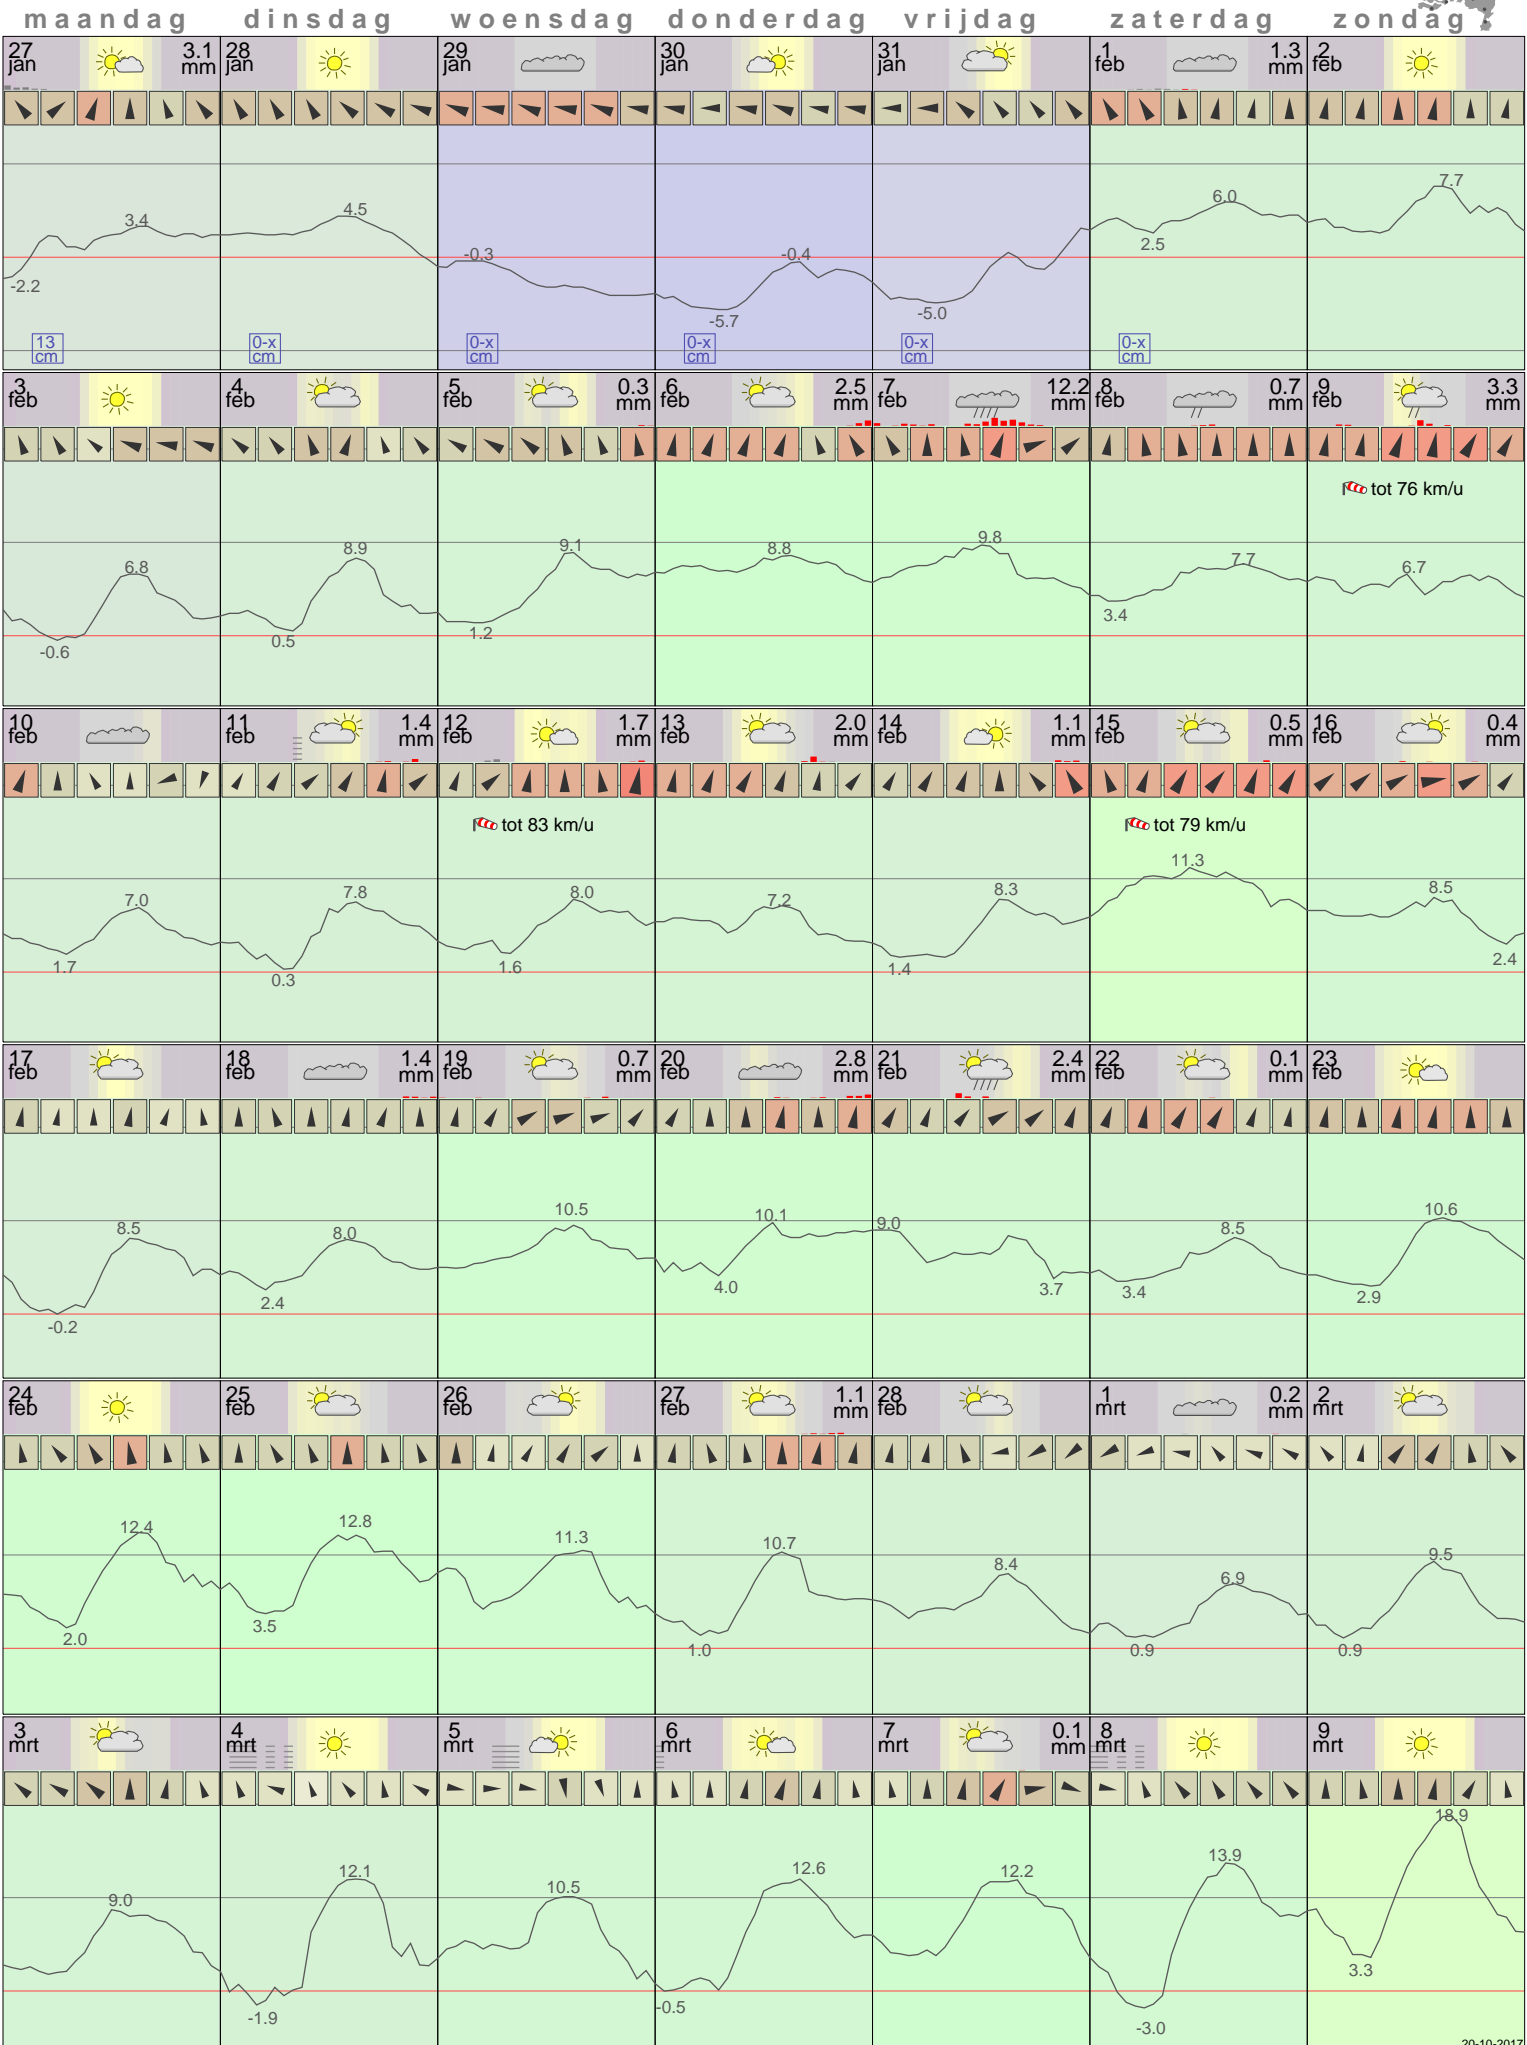 maandag dinsdag woensdag donderdag vrijdag zaterdag zondag
27 jan 3.1 mm 28 jan 29 jan 30 jan 31 jan 1 feb 1.3 mm 2 feb
-2.2 3.4 4.5 -0.3 -5.7 -0.4 -5.0 2.5 6.0 7.7
13 cm 0-x cm 0-x cm 0-x cm 0-x cm 0-x cm
3 feb 4 feb 5 feb 0.3 mm 6 feb 2.5 mm 7 feb 12.2 mm 8 feb 0.7 mm 9 feb 3.3 mm
tot 76 km/u
-0.6 6.8 0.5 8.9 1.2 9.1 8.8 9.8 3.4 7.7 6.7
10 feb 11 feb 1.4 mm 12 feb 1.7 mm 13 feb 2.0 mm 14 feb 1.1 mm 15 feb 0.5 mm 16 feb 0.4 mm
tot 83 km/u tot 79 km/u
1.7 7.0 0.3 7.8 1.6 8.0 7.2 1.4 8.3 11.3 8.5 2.4
17 feb 18 feb 1.4 mm 19 feb 0.7 mm 20 feb 2.8 mm 21 feb 2.4 mm 22 feb 0.1 mm 23 feb
-0.2 8.5 2.4 8.0 10.5 4.0 10.1 9.0 3.7 3.4 8.5 2.9 10.6
24 feb 25 feb 26 feb 27 feb 1.1 mm 28 feb 1 mrt 0.2 mm 2 mrt
2.0 12.4 3.5 12.8 11.3 1.0 10.7 8.4 0.9 6.9 0.9 9.5
3 mrt 4 mrt 5 mrt 6 mrt 7 mrt 0.1 mm 8 mrt 9 mrt
9.0 -1.9 12.1 10.5 -0.5 12.6 12.2 -3.0 13.9 3.3 18.9
20-10-2017